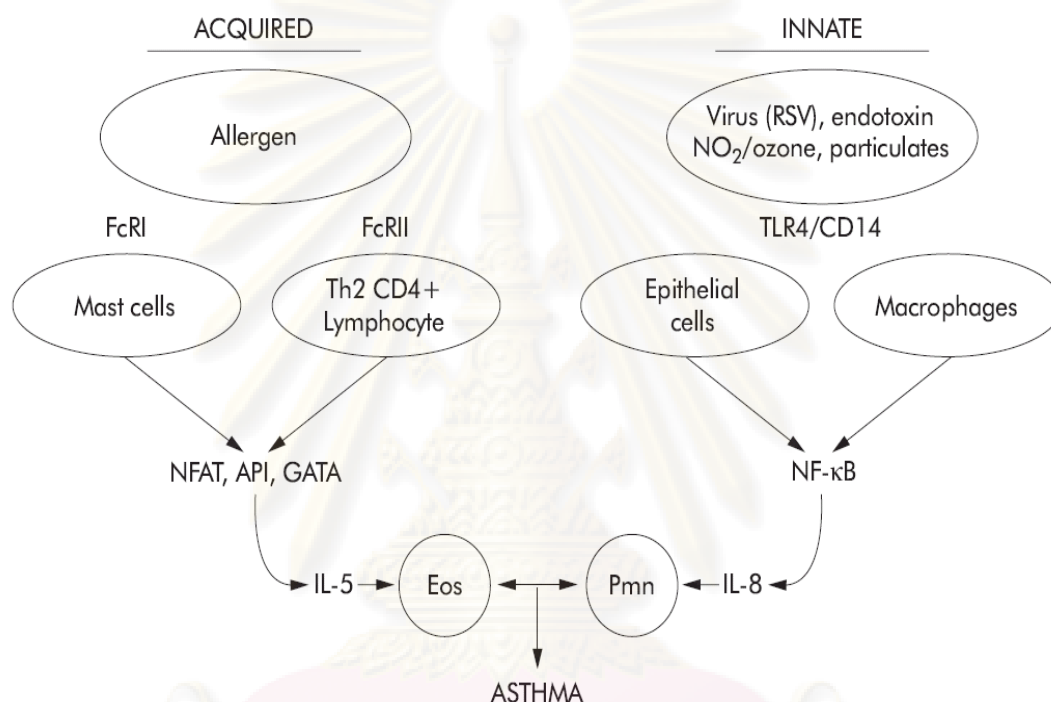 ACQUIRED
INNATE
Allergen
Virus (RSV), endotoxin
NO₂/ozone, particulates
FcRI
FcRII
TLR4/CD14
Mast cells
Th2 CD4+
Lymphocyte
Epithelial
cells
Macrophages
NFAT, API, GATA
NF-κB
IL-5
Eos
Pmn
IL-8
ASTHMA